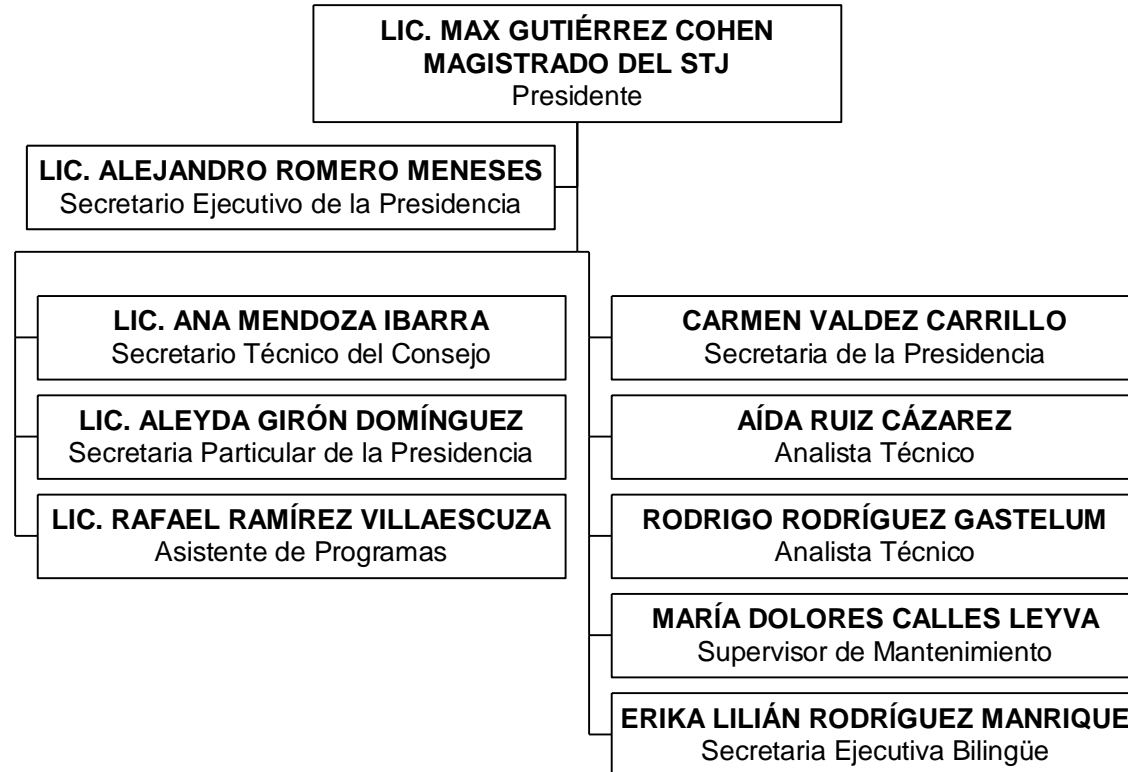 LIC. MAX GUTIÉRREZ COHEN
MAGISTRADO DEL STJ
Presidente
LIC. ALEJANDRO ROMERO MENESES
Secretario Ejecutivo de la Presidencia
LIC. ANA MENDOZA IBARRA
Secretario Técnico del Consejo
LIC. ALEYDA GIRÓN DOMÍNGUEZ
Secretaria Particular de la Presidencia
LIC. RAFAEL RAMÍREZ VILLAESCUZA
Asistente de Programas
CARMEN VALDEZ CARRILLO
Secretaria de la Presidencia
AÍDA RUIZ CÁZAREZ
Analista Técnico
RODRIGO RODRÍGUEZ GASTELUM
Analista Técnico
MARÍA DOLORES CALLES LEYVA
Supervisor de Mantenimiento
ERIKA LILIÁN RODRÍGUEZ MANRIQUE
Secretaria Ejecutiva Bilingüe